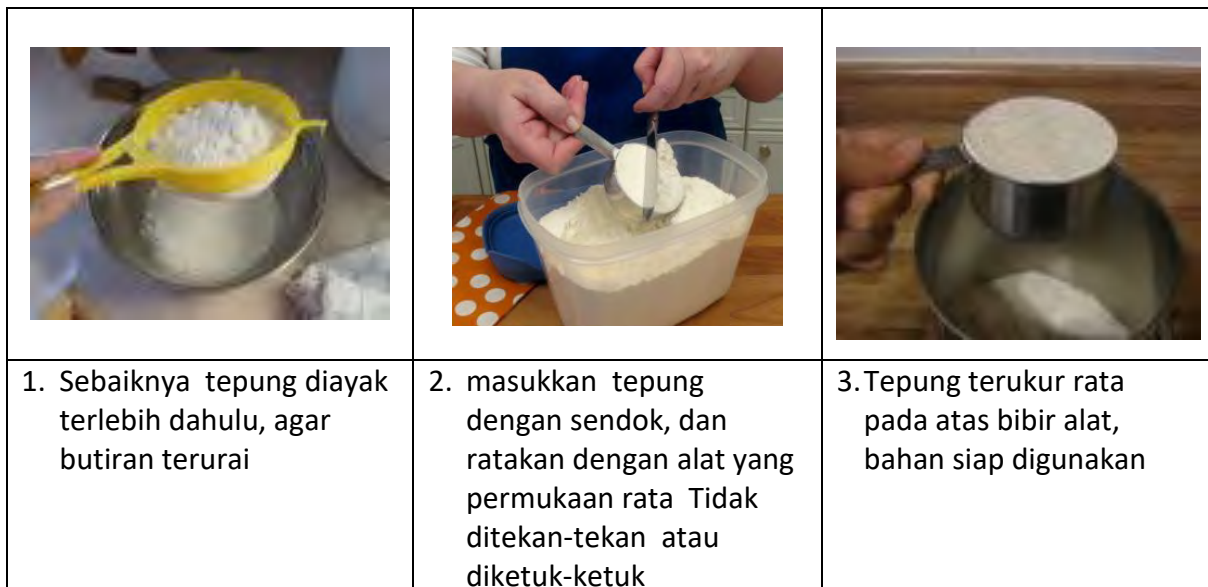 1. Sebaiknya tepung diayak
terlebih dahulu, agar
butiran terurai
2. masukkan tepung
dengan sendok, dan
ratakan dengan alat yang
permukaan rata Tidak
ditekan-tekan atau
diketuk-ketuk
3. Tepung terukur rata
pada atas bibir alat,
bahan siap digunakan